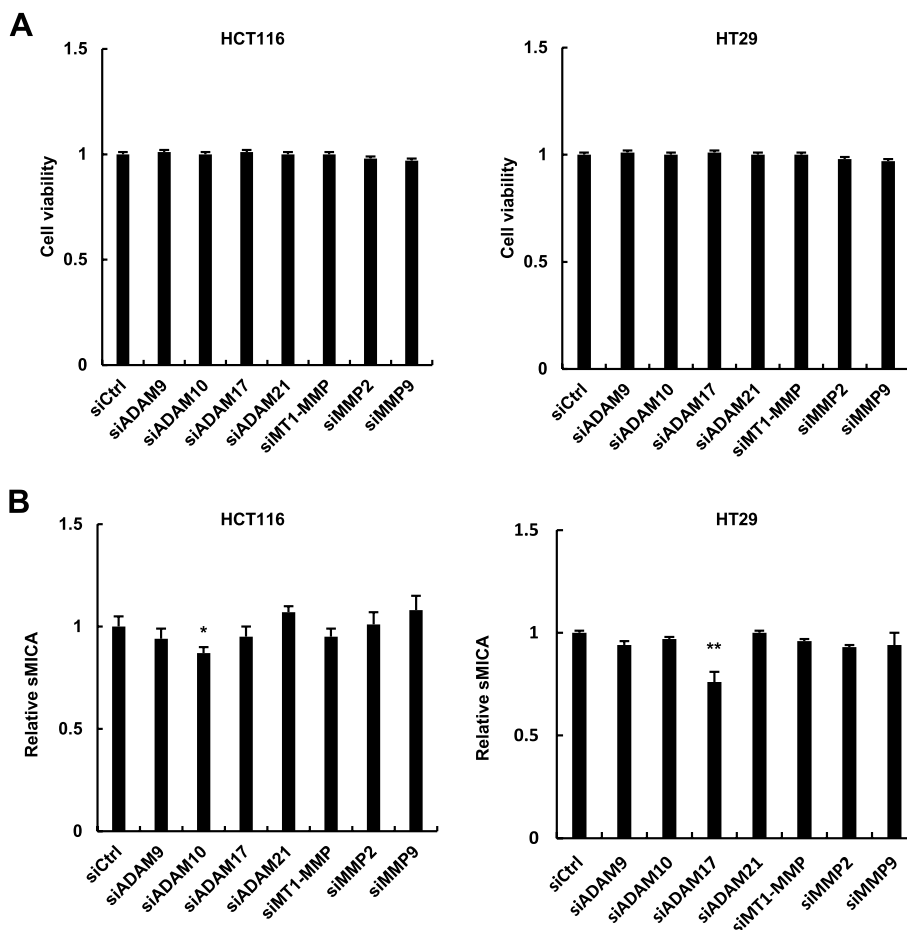 A
HCT116
1.5
1
0.5
0
Cell viability
siCtrl
siADAM9
siADAM10
siADAM17
siADAM21
siMT1-MMP
siMMP2
siMMP9
HT29
1.5
1
0.5
0
Cell viability
siCtrl
siADAM9
siADAM10
siADAM17
siADAM21
siMT1-MMP
siMMP2
siMMP9
B
HCT116
1.5
1
0.5
0
Relative sMICA
*
siCtrl
siADAM9
siADAM10
siADAM17
siADAM21
siMT1-MMP
siMMP2
siMMP9
HT29
1.5
1
0.5
0
Relative sMICA
**
siCtrl
siADAM9
siADAM10
siADAM17
siADAM21
siMT1-MMP
siMMP2
siMMP9